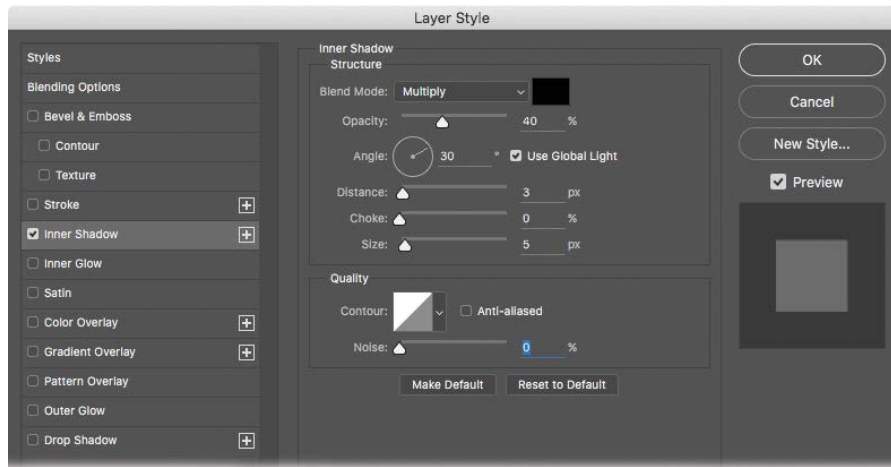 Layer Style
Styles
Blending Options
Bevel & Emboss
Contour
Texture
Stroke
Inner Shadow
Inner Glow
Satin
Color Overlay
Gradient Overlay
Pattern Overlay
Outer Glow
Drop Shadow
Inner Shadow
Structure
Blend Mode: Multiply
Opacity: 40 %
Angle: 30 ° Use Global Light
Distance: 3 px
Choke: 0 %
Size: 5 px
Quality
Contour: Anti-aliased
Noise: 0 %
Make Default Reset to Default
OK
Cancel
New Style...
Preview